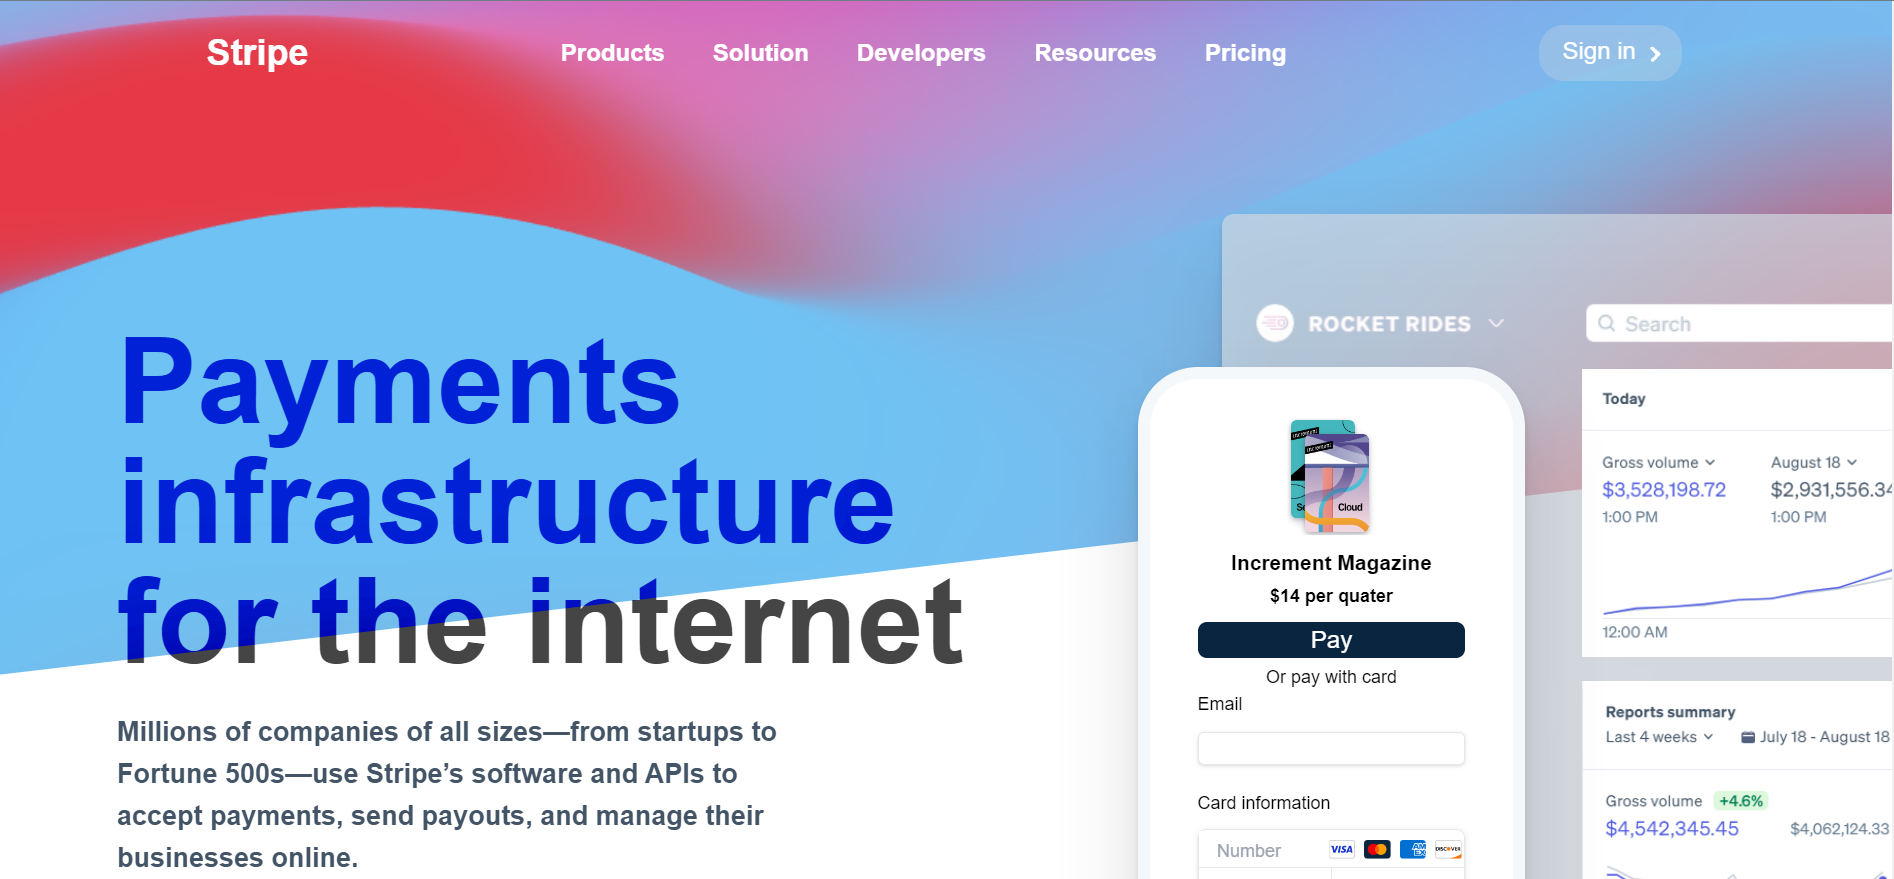 Stripe
Products Solution Developers Resources Pricing
Sign in
Payments
infrastructure
for the internet
Millions of companies of all sizes—from startups to
Fortune 500s—use Stripe’s software and APIs to
accept payments, send payouts, and manage their
businesses online.
ROCKET RIDES
Search
Increment
Increment
Cloud
Increment Magazine
$14 per quater
Pay
Or pay with card
Email
Card information
Number VISA AMEX DISCOVER
Today
Gross volume August 18
$3,528,198.72 $2,931,556.34
1:00 PM 1:00 PM
12:00 AM
Reports summary
Last 4 weeks July 18 - August 18
Gross volume +4.6%
$4,542,345.45 $4,062,124.33